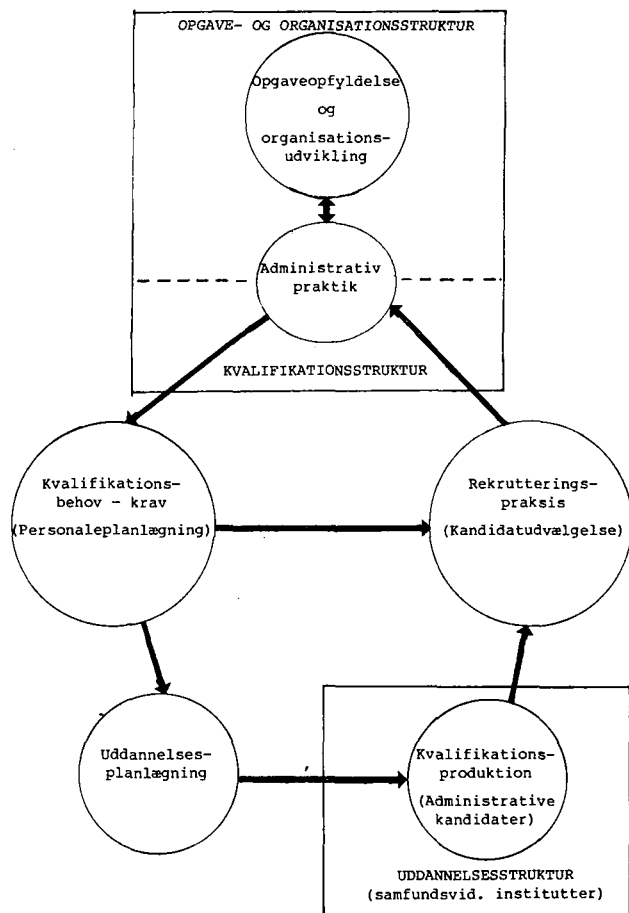 OPGAVE- OG ORGANISATIONSSTRUKTUR
Opgaveopfyldelse
og
organisations-
udvikling
Administrativ
praktik
KVALIFIKATIONSSTRUKTUR
Kvalifikations-
behov - krav
(Personaleplanlægning)
Rekrutterings-
praksis
(Kandidatudvælgelse)
Uddannelses-
planlægning
Kvalifikations-
produktion
(Administrative
kandidater)
UDDANNELSESSTRUKTUR
(samfundsvid. institutter)